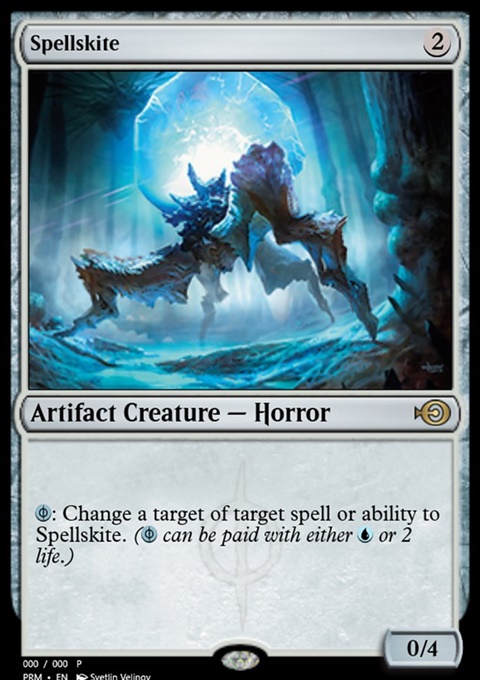 Spellskite 2
Artifact Creature — Horror
: Change a target of target spell or ability to
Spellskite. ( can be paid with either or 2
life.)
0/4
000 / 000 P
PRM • EN Svetlin Velinov